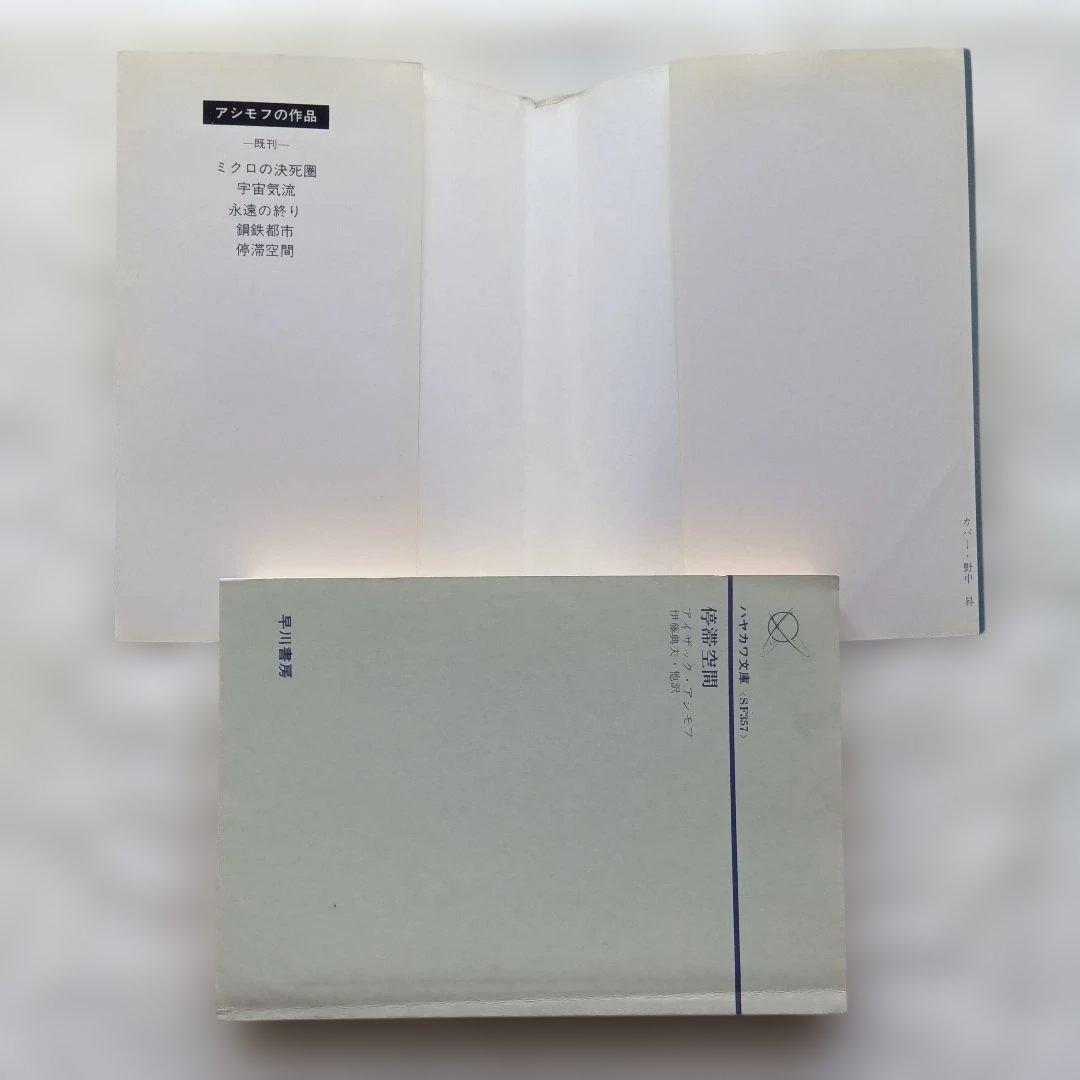 アシモフの作品
―既刊―
ミクロの決死圏
宇宙気流
永遠の終り
鋼鉄都市
停滞空間
カバー・野中 昇
ハヤカワ文庫〈SF357〉
停滞空間
アイザック・アシモフ
伊藤典夫・他訳
早川書房